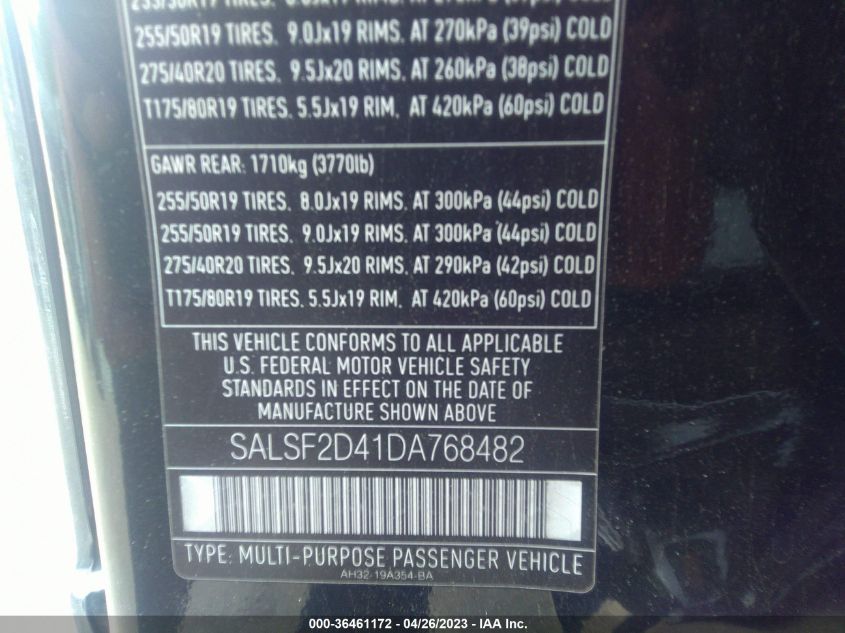 255/50R19 TIRES. 9.0Jx19 RIMS. AT 270kPa (39psi) COLD
275/40R20 TIRES. 9.5Jx20 RIMS. AT 260kPa (38psi) COLD
T175/80R19 TIRES. 5.5Jx19 RIM. AT 420kPa (60psi) COLD
GAWR REAR: 1710kg (3770lb)
255/50R19 TIRES. 8.0Jx19 RIMS. AT 300kPa (44psi) COLD
255/50R19 TIRES. 9.0Jx19 RIMS. AT 300kPa (44psi) COLD
275/40R20 TIRES. 9.5Jx20 RIMS. AT 290kPa (42psi) COLD
T175/80R19 TIRES. 5.5Jx19 RIM. AT 420kPa (60psi) COLD
THIS VEHICLE CONFORMS TO ALL APPLICABLE
U.S. FEDERAL MOTOR VEHICLE SAFETY
STANDARDS IN EFFECT ON THE DATE OF
MANUFACTURE SHOWN ABOVE
SALSF2D41DA768482
TYPE: MULTI-PURPOSE PASSENGER VEHICLE
AH32-19A354-BA
000-36461172 - 04/26/2023 - IAA Inc.